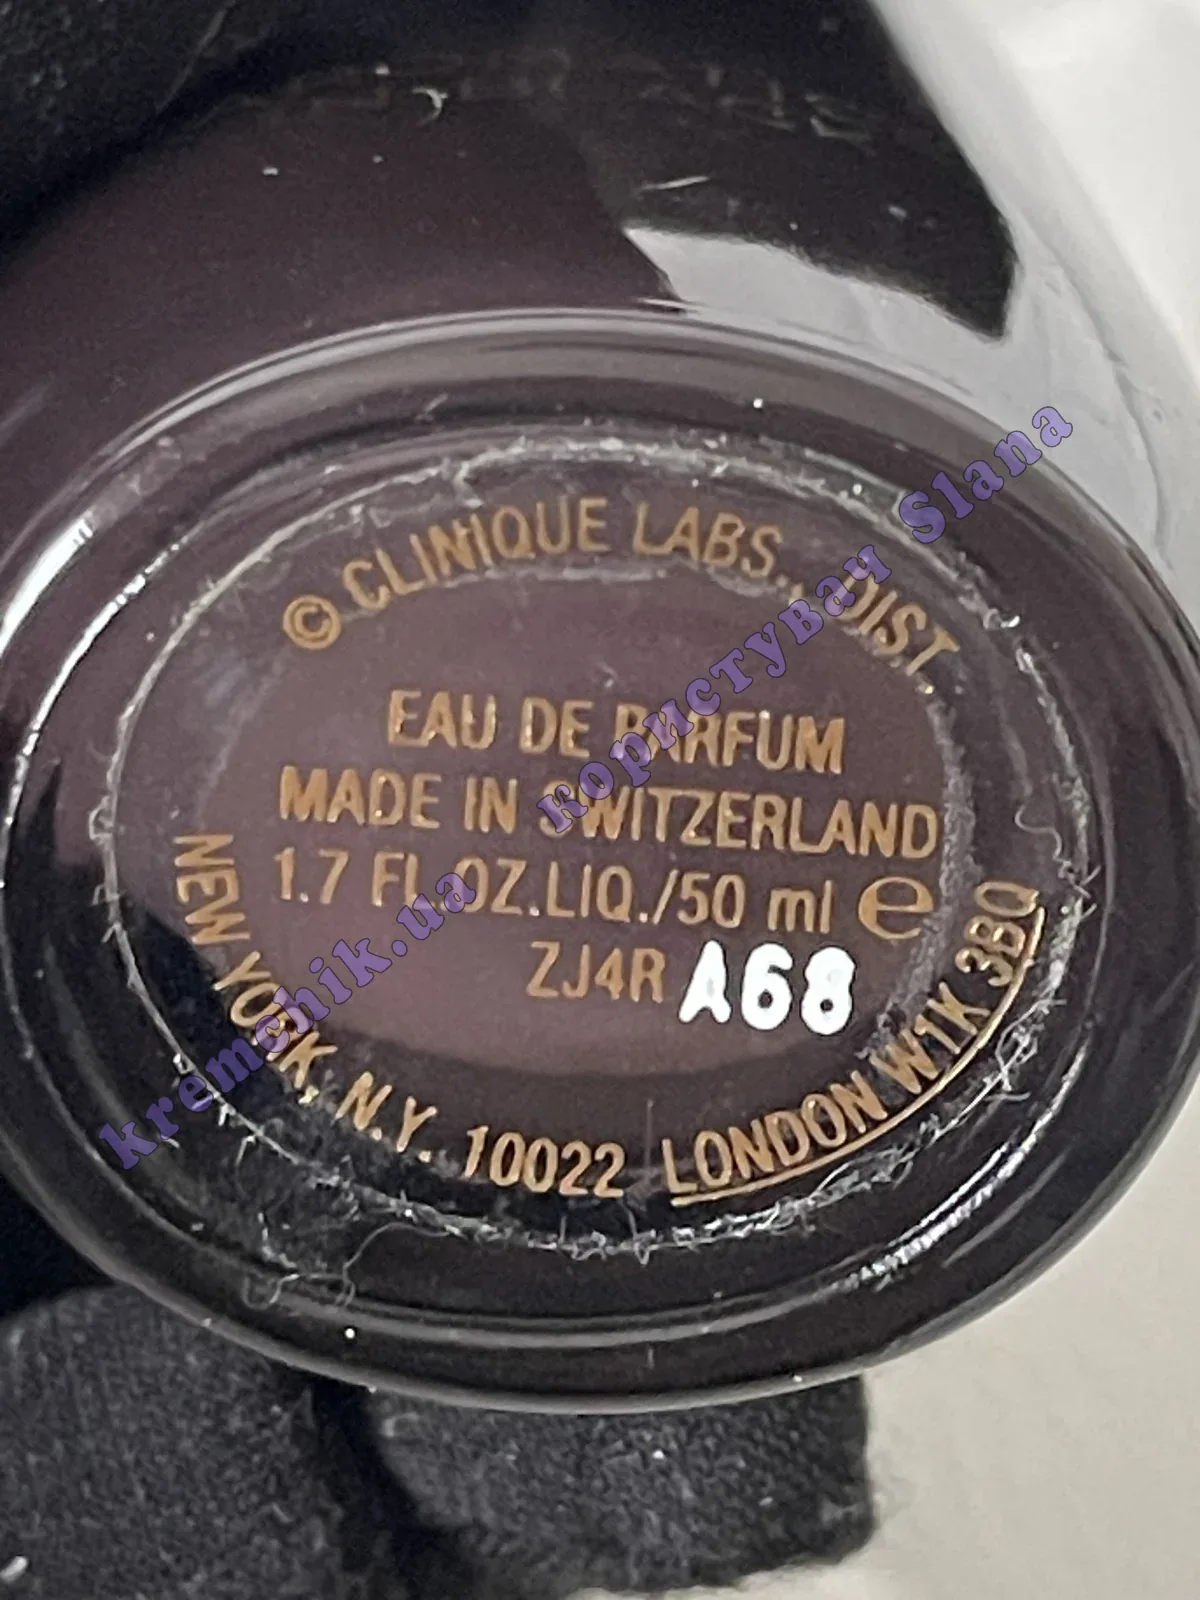 © CLINIQUE LABS., DIST.
EAU DE PARFUM
MADE IN SWITZERLAND
1.7 FL.OZ.LIQ./50 ml e
ZJ4R A68
NEW YORK, N.Y. 10022 LONDON W1K 3BQ
kremchik.ua користувач Slana